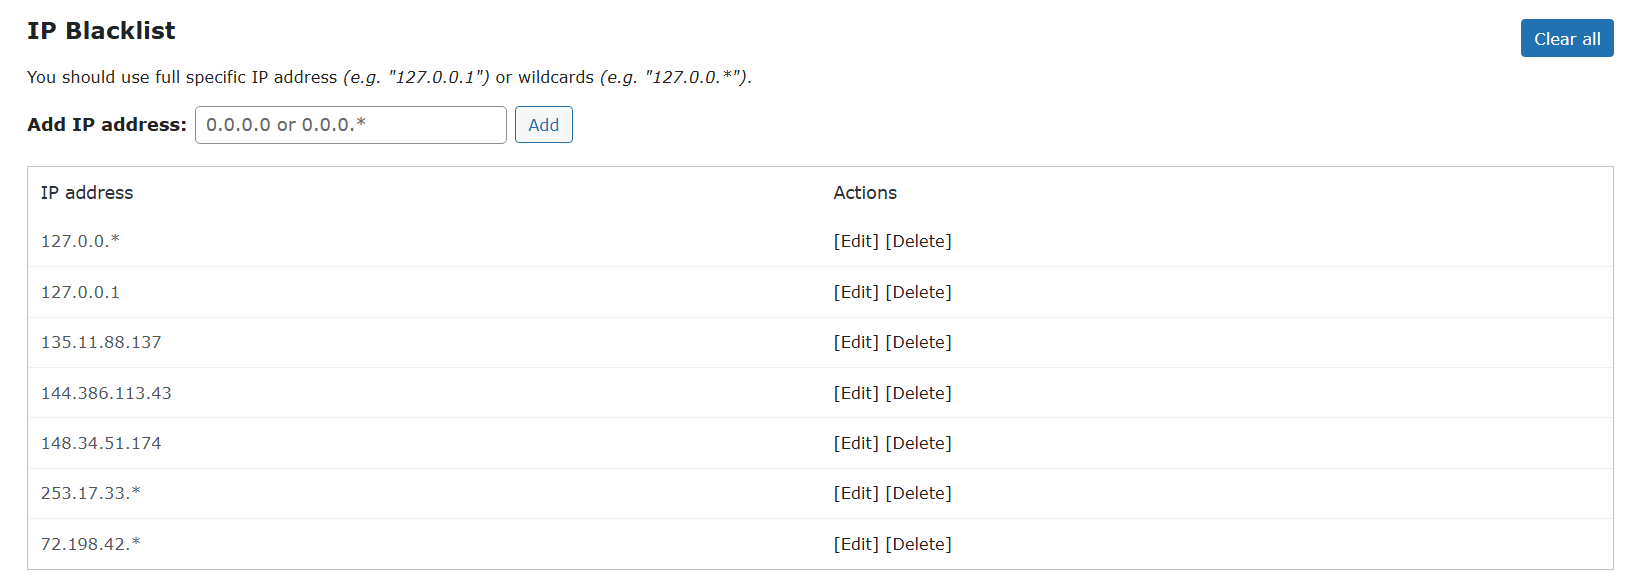 IP Blacklist
Clear all
You should use full specific IP address (e.g. "127.0.0.1") or wildcards (e.g. "127.0.0.*").
Add IP address: 0.0.0.0 or 0.0.0.* Add
IP address Actions
127.0.0.* [Edit] [Delete]
127.0.0.1 [Edit] [Delete]
135.11.88.137 [Edit] [Delete]
144.386.113.43 [Edit] [Delete]
148.34.51.174 [Edit] [Delete]
253.17.33.* [Edit] [Delete]
72.198.42.* [Edit] [Delete]